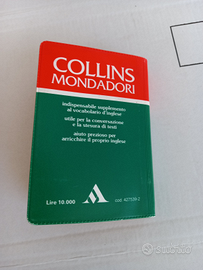 COLLINS
MONDADORI
indispensabile supplemento
al vocabolario d'inglese
utile per la conversazione
e la stesura di testi
aiuto prezioso per
arricchire il proprio inglese
Lire 10.000
subito